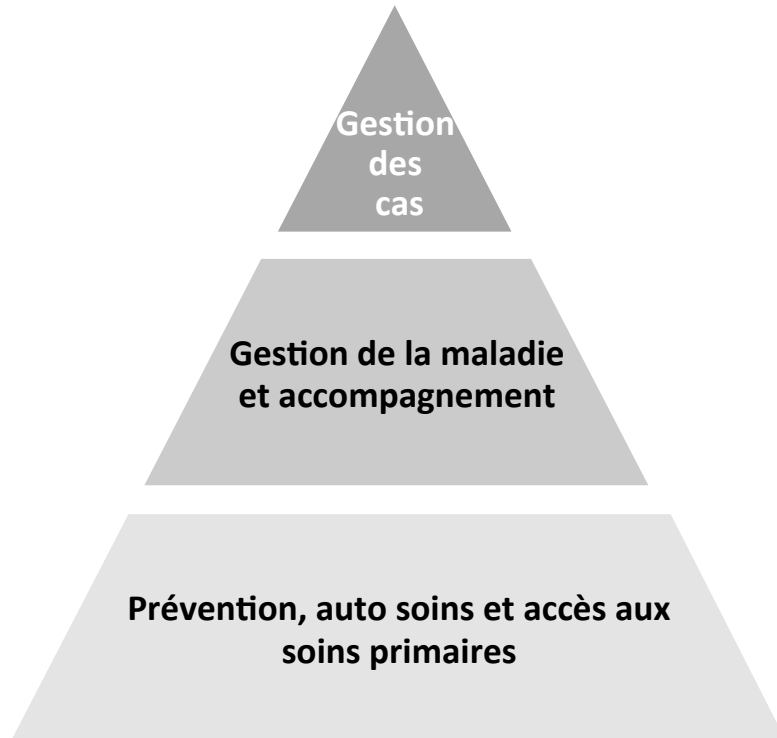 Gestion
des
cas
Gestion de la maladie
et accompagnement
Prévention, auto soins et accès aux
soins primaires